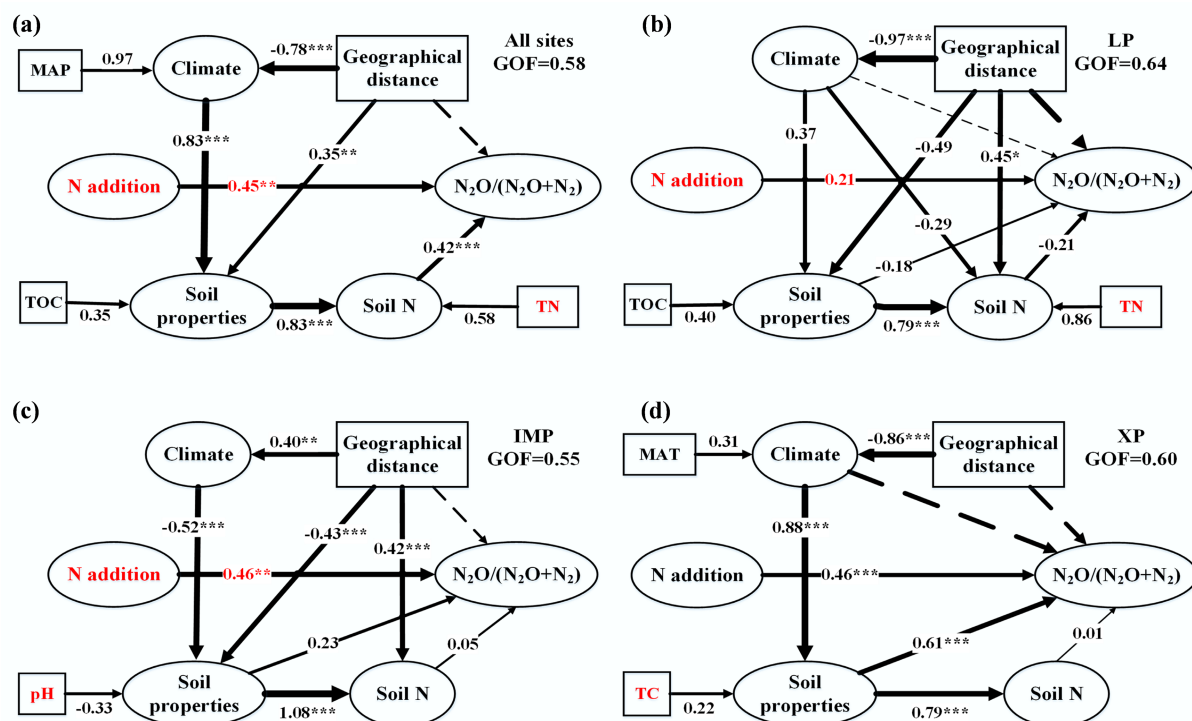 (a)
All sites
GOF=0.58
MAP
0.97
Climate
-0.78***
Geographical
distance
0.83***
0.35**
N addition
0.45**
N₂O/(N₂O+N₂)
0.42***
TOC
0.35
Soil
properties
0.83***
Soil N
0.58
TN
(b)
LP
GOF=0.64
Climate
-0.97***
Geographical
distance
0.37
-0.49
0.45*
N addition
0.21
N₂O/(N₂O+N₂)
-0.29
-0.21
-0.18
TOC
0.40
Soil
properties
0.79***
Soil N
0.86
TN
(c)
IMP
GOF=0.55
Climate
0.40**
Geographical
distance
-0.52***
-0.43***
0.42***
N addition
0.46**
N₂O/(N₂O+N₂)
0.23
0.05
pH
-0.33
Soil
properties
1.08***
Soil N
(d)
XP
GOF=0.60
MAT
0.31
Climate
-0.86***
Geographical
distance
0.88***
N addition
0.46***
N₂O/(N₂O+N₂)
0.61***
0.01
TC
0.22
Soil
properties
0.79***
Soil N